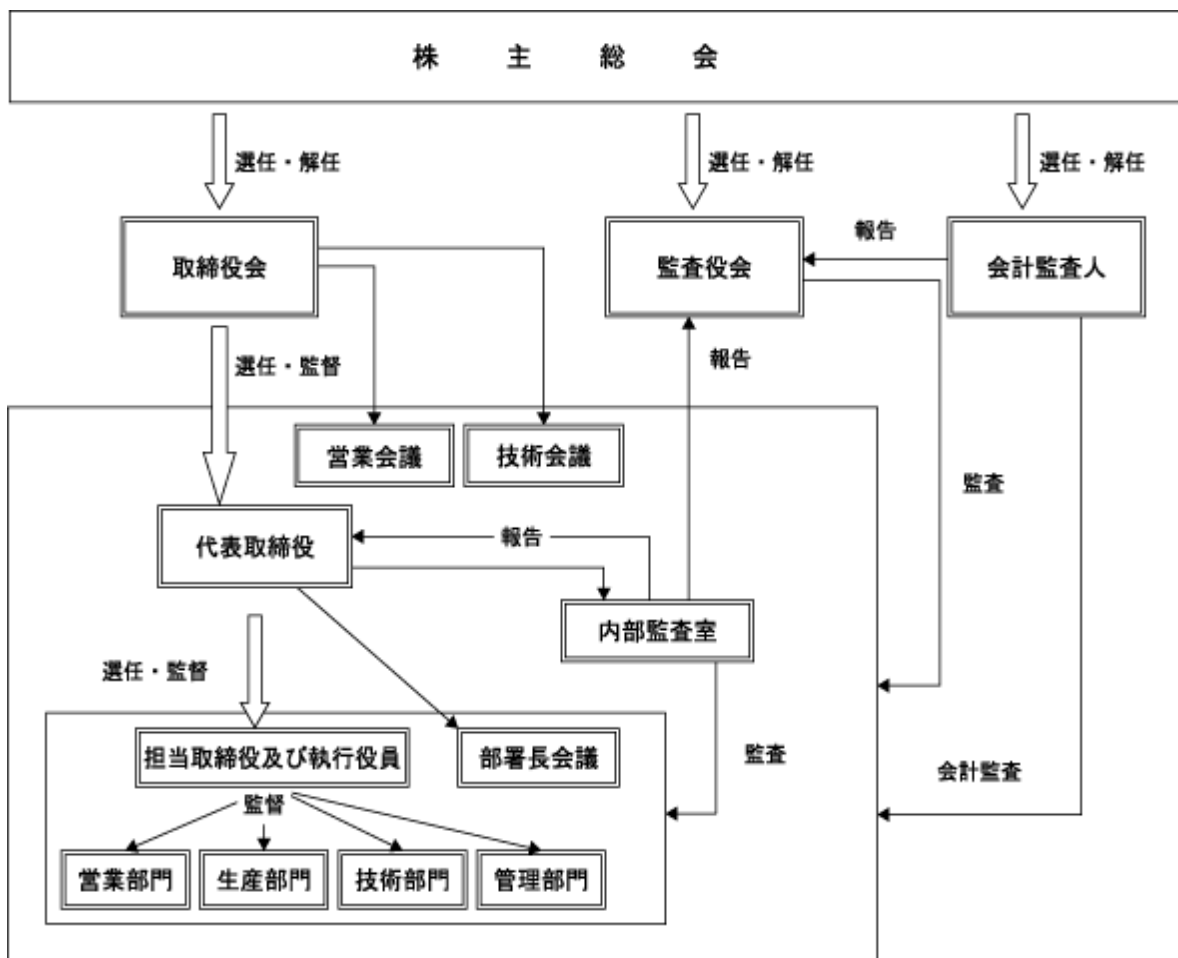 株主総会
選任・解任
選任・解任
選任・解任
取締役会
監査役会
報告
会計監査人
選任・監督
報告
営業会議
技術会議
監査
代表取締役
報告
内部監査室
選任・監督
担当取締役及び執行役員
部署長会議
監査
会計監査
監督
営業部門
生産部門
技術部門
管理部門